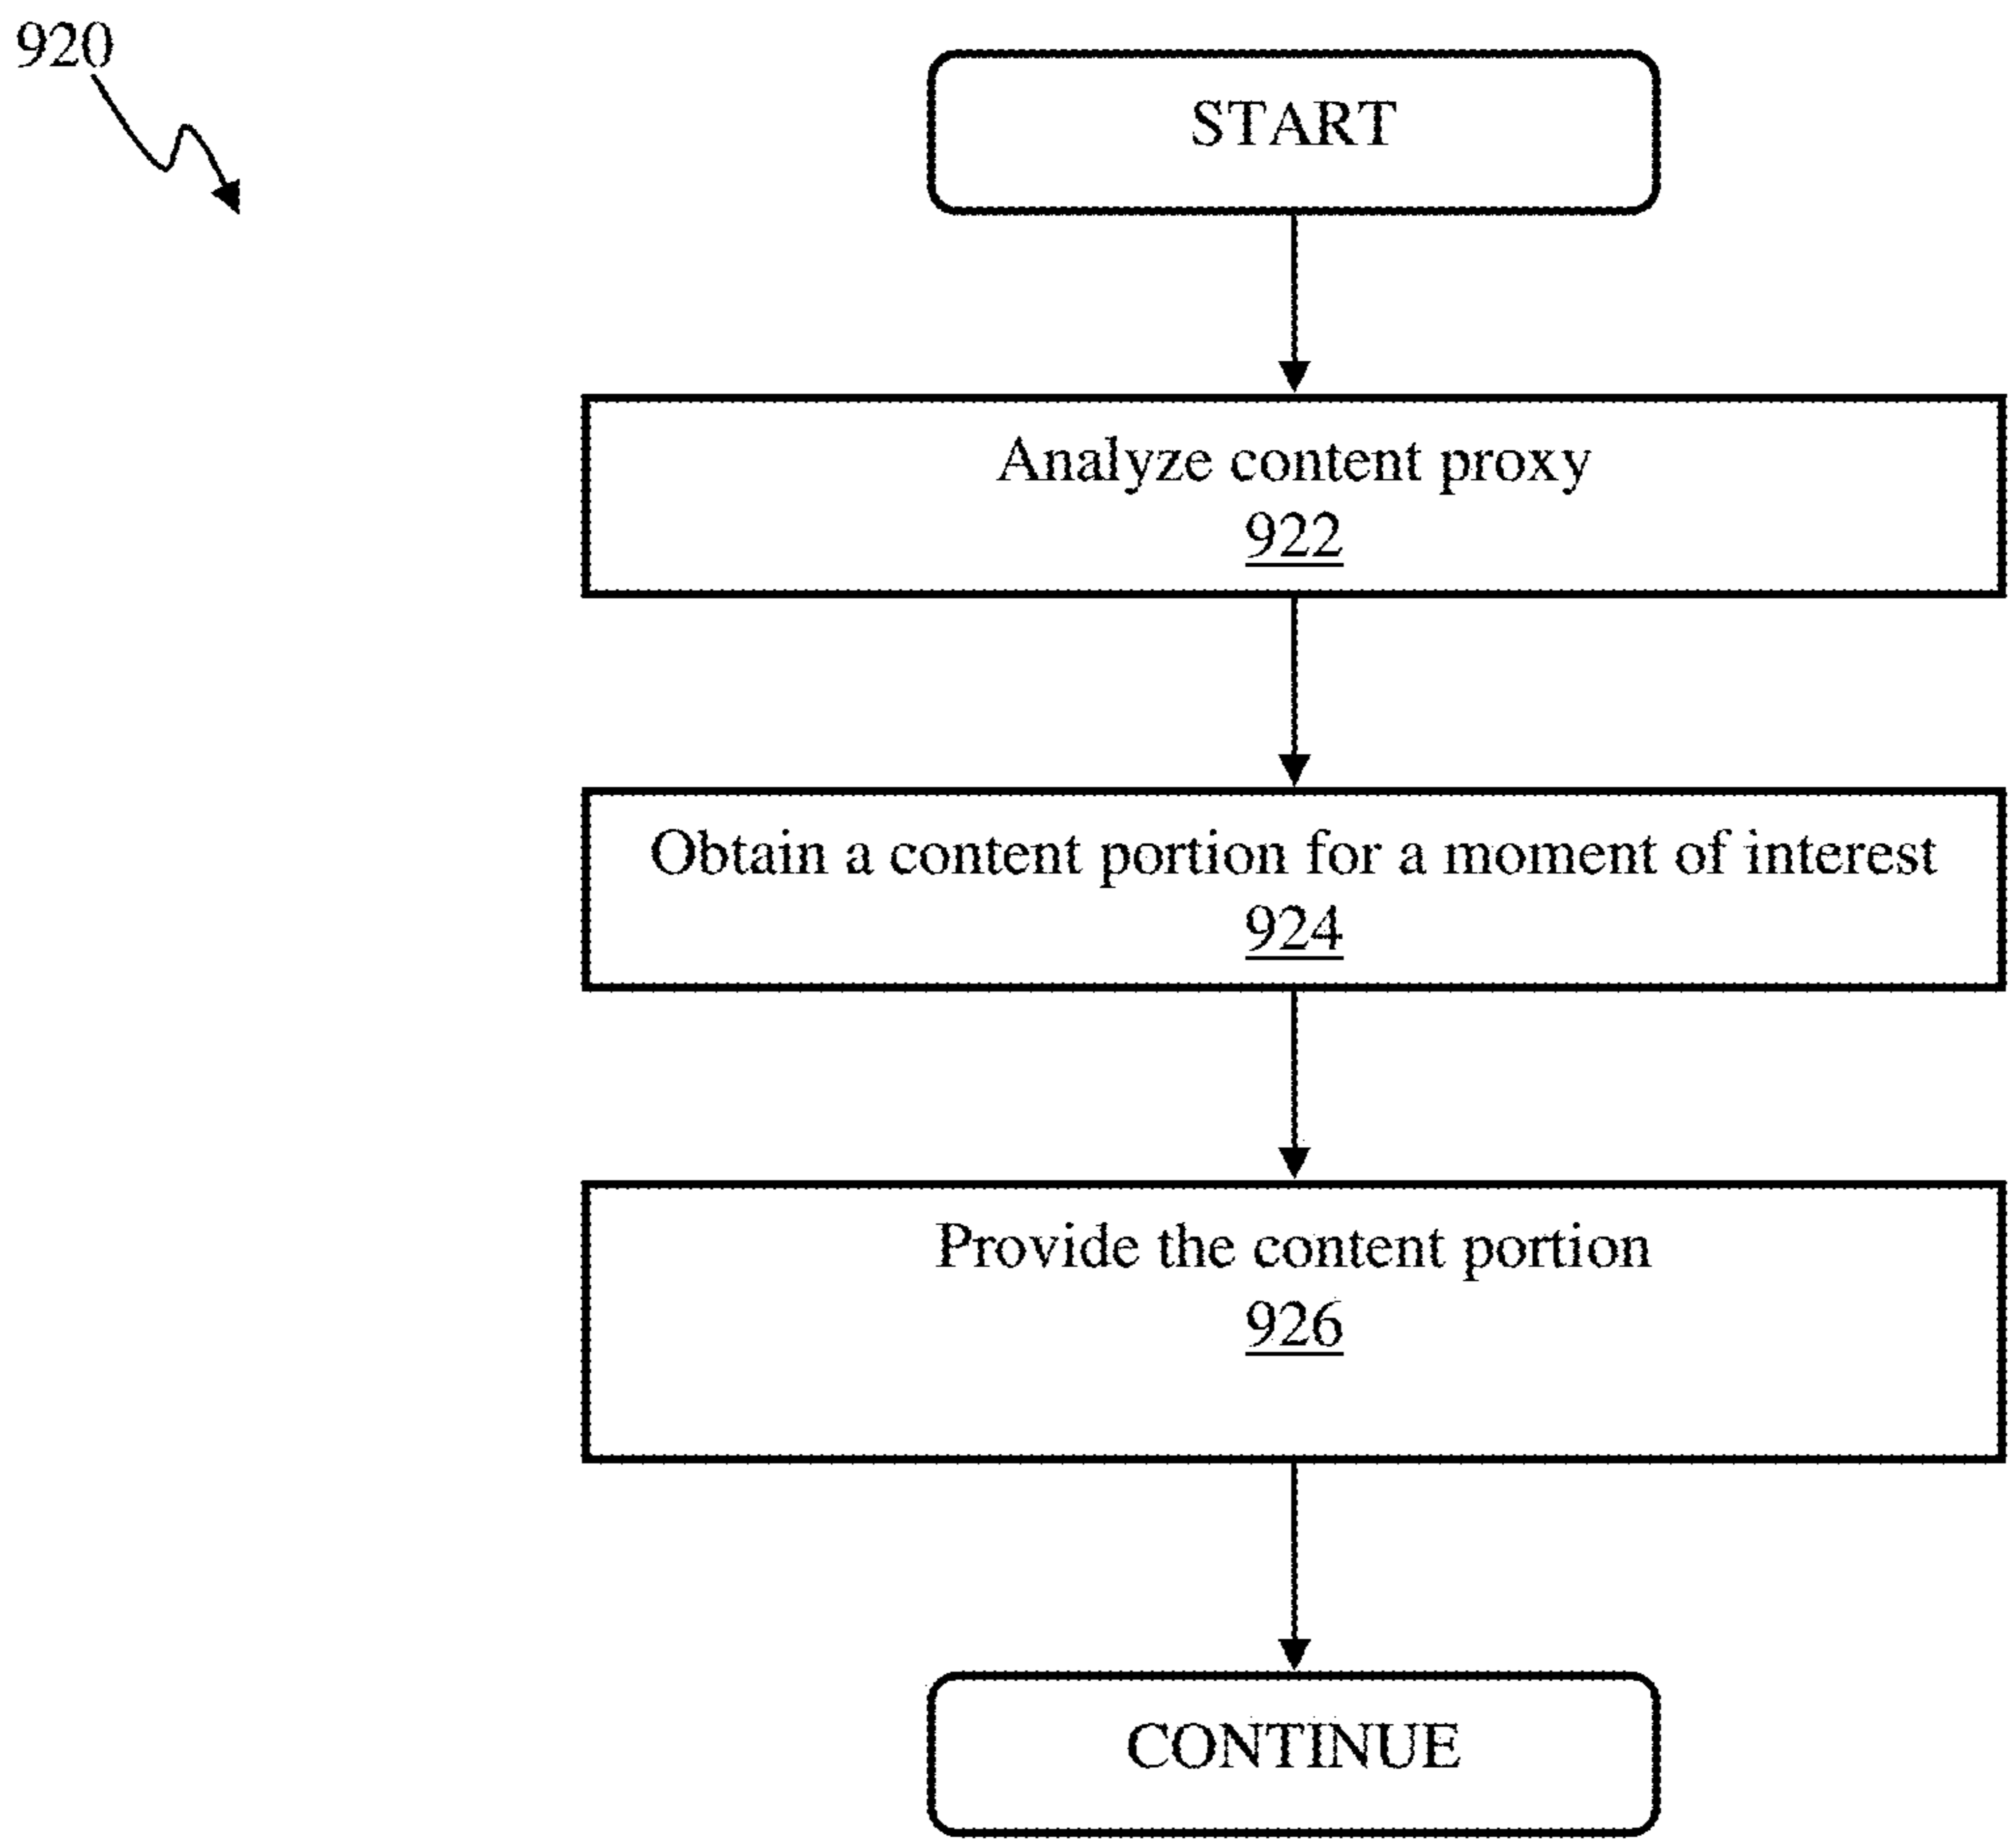 920
START
Analyze content proxy
922
Obtain a content portion for a moment of interest
924
Provide the content portion
926
CONTINUE